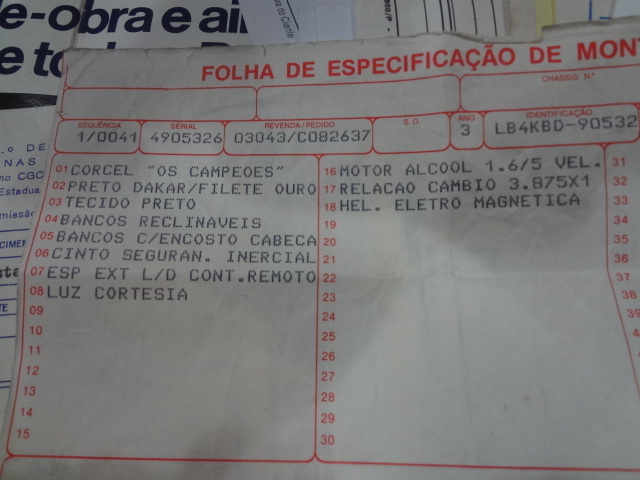 de-obra e ai
e to
FOLHA DE ESPECIFICAÇÃO DE MON
CHASSIS N.º
SEQUÊNCIA SERIAL REVENDA/PEDIDO S.O. ANO IDENTIFICAÇÃO
1/0041 4905326 03043/C082637 3 LB4KBD-90532
01 CORCEL "OS CAMPEOES"
02 PRETO DAKAR/FILETE OURO
03 TECIDO PRETO
04 BANCOS RECLINAVEIS
05 BANCOS C/ENCOSTO CABECA
06 CINTO SEGURAN. INERCIAL
07 ESP EXT L/D CONT.REMOTO
08 LUZ CORTESIA
09
10
11
12
13
14
15
16 MOTOR ALCOOL 1.6/5 VEL.
17 RELACAO CAMBIO 3.875X1
18 HEL. ELETRO MAGNETICA
19
20
21
22
23
24
25
26
27
28
29
30
31
32
33
34
35
36
37
38
39